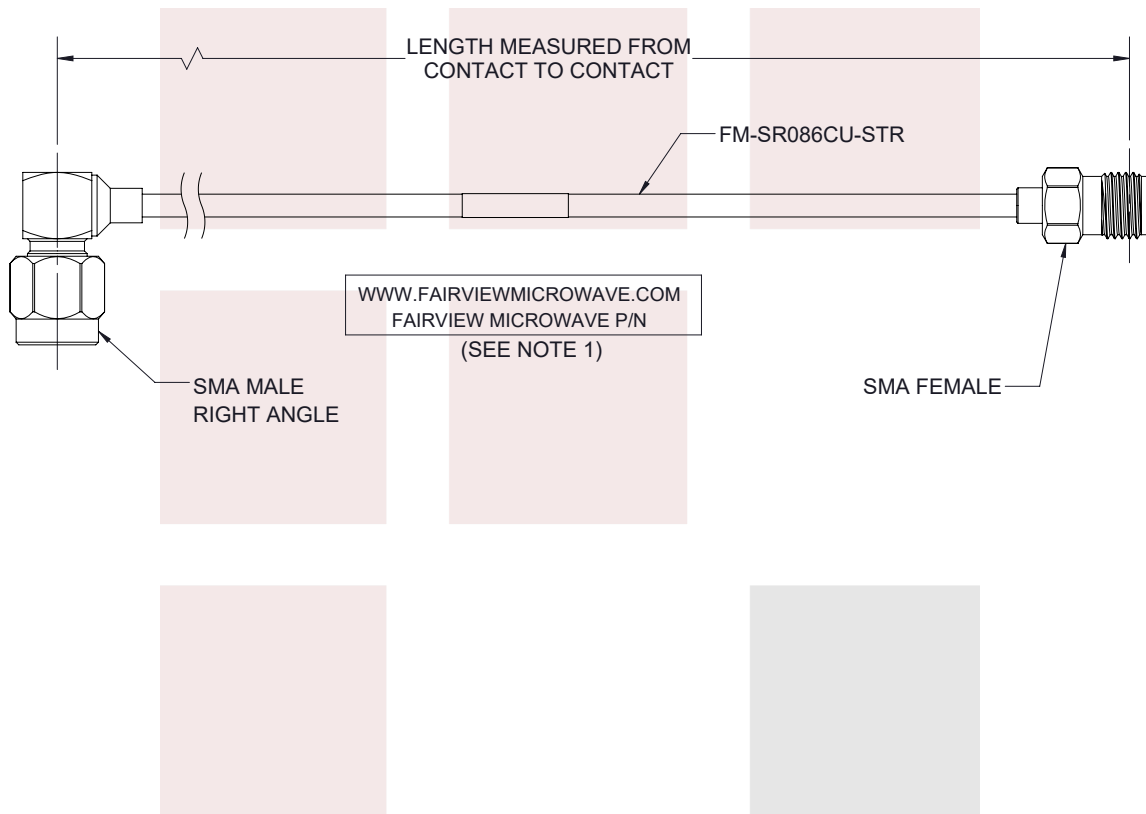 LENGTH MEASURED FROM
CONTACT TO CONTACT
FM-SR086CU-STR
WWW.FAIRVIEWMICROWAVE.COM
FAIRVIEW MICROWAVE P/N
(SEE NOTE 1)
SMA MALE
RIGHT ANGLE
SMA FEMALE